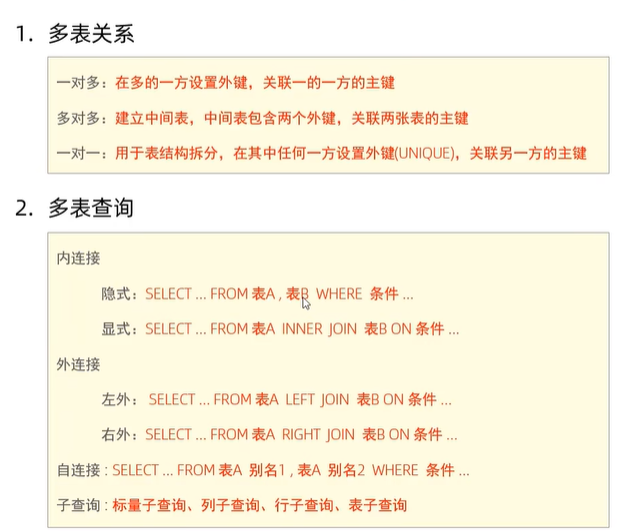 1. 多表关系
一对多：在多的一方设置外键，关联一的一方的主键
多对多：建立中间表，中间表包含两个外键，关联两张表的主键
一对一：用于表结构拆分，在其中任何一方设置外键(UNIQUE)，关联另一方的主键
2. 多表查询
内连接
隐式：SELECT ... FROM 表A , 表B WHERE 条件 ...
显式：SELECT ... FROM 表A INNER JOIN 表B ON 条件 ...
外连接
左外： SELECT ... FROM 表A LEFT JOIN 表B ON 条件 ...
右外：SELECT ... FROM 表A RIGHT JOIN 表B ON 条件 ...
自连接 : SELECT ... FROM 表A 别名1 , 表A 别名2 WHERE 条件 ...
子查询 : 标量子查询、列子查询、行子查询、表子查询